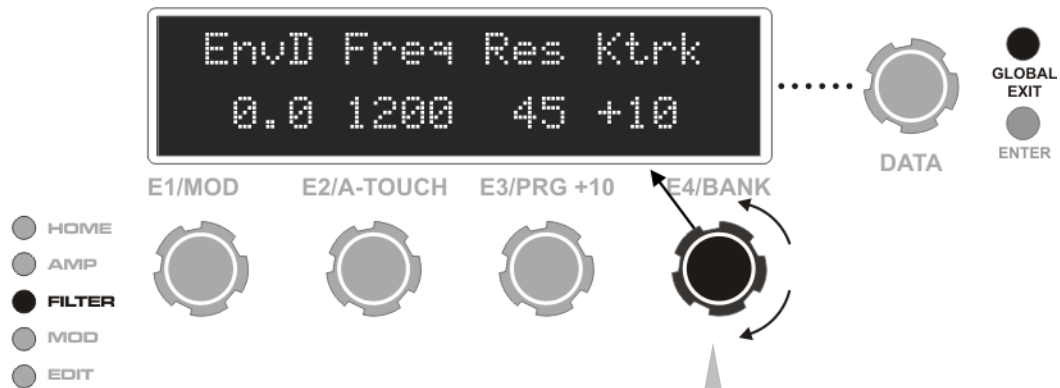 EnvD Freq Res Ktrk
0.0 1200 45 +10
GLOBAL
EXIT
ENTER
DATA
E1/MOD E2/A-TOUCH E3/PRG +10 E4/BANK
HOME
AMP
FILTER
MOD
EDIT